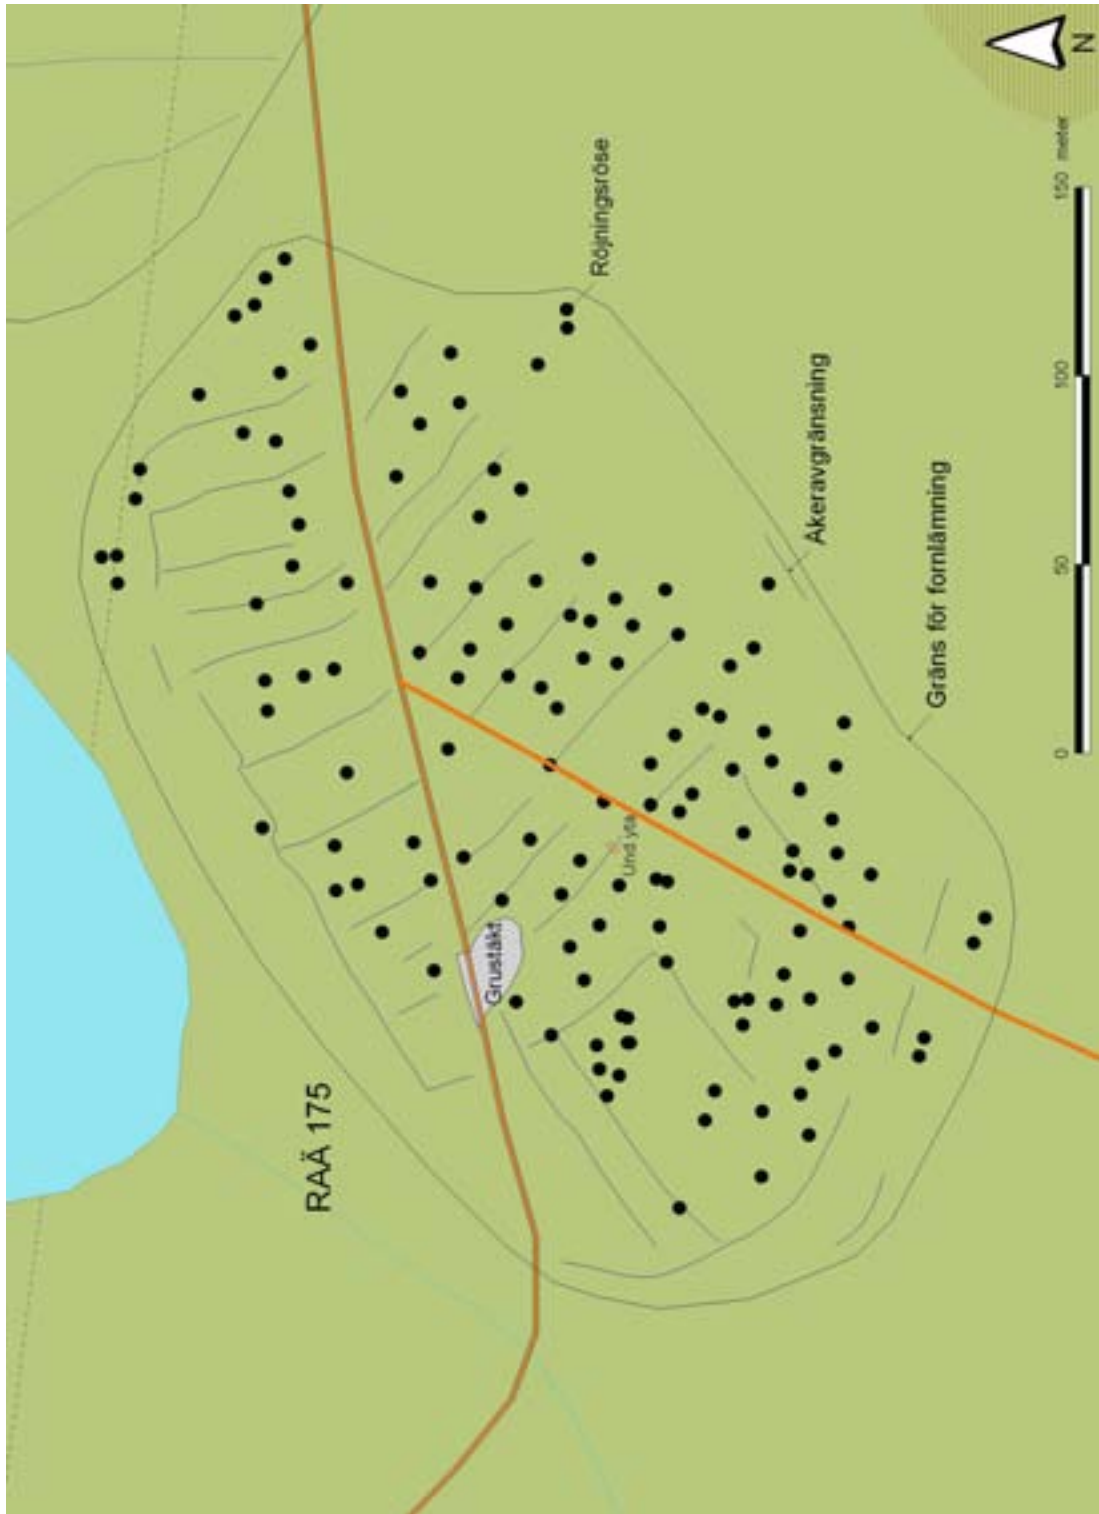 RAÄ 175
Grustäkt
Und.yta
Röjningsröse
Åkeravgränsning
Gräns för fornlämning
0 50 100 150 meter
N